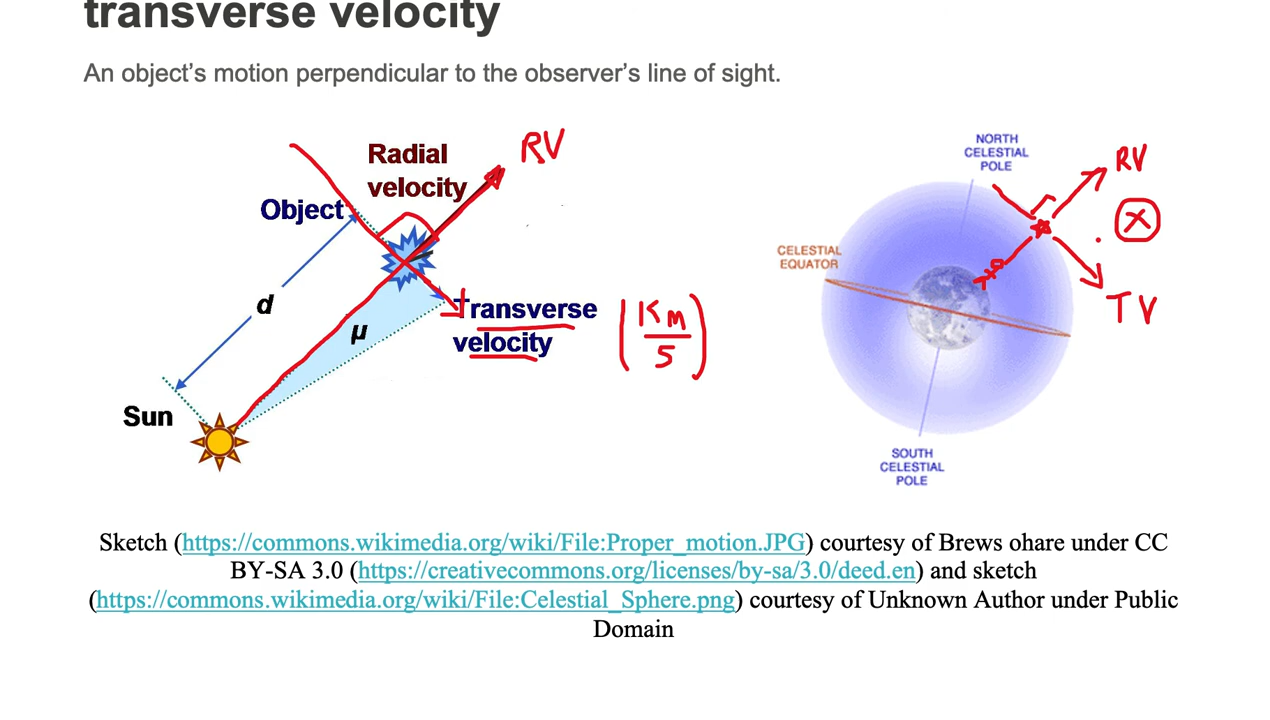 transverse velocity
An object's motion perpendicular to the observer's line of sight.
Radial
velocity
RV
Object
d
μ
Transverse
velocity
(Km/s)
Sun
NORTH
CELESTIAL
POLE
RV
CELESTIAL
EQUATOR
TV
SOUTH
CELESTIAL
POLE
Sketch (https://commons.wikimedia.org/wiki/File:Proper_motion.JPG) courtesy of Brews ohare under CC
BY-SA 3.0 (https://creativecommons.org/licenses/by-sa/3.0/deed.en) and sketch
(https://commons.wikimedia.org/wiki/File:Celestial_Sphere.png) courtesy of Unknown Author under Public
Domain